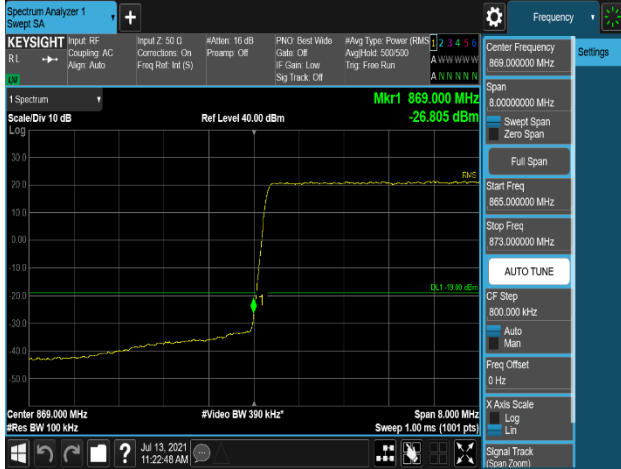 Spectrum Analyzer 1
Swept SA
Frequency
KEYSIGHT
Input: RF
Input Z: 50 Ω
#Atten: 16 dB
PNO: Best Wide
#Avg Type: Power (RMS
1 2 3 4 5 6
RL
Coupling: AC
Corrections: On
Preamp: Off
Gate: Off
Avg|Hold: 500/500
A W W W W W
Align: Auto
Freq Ref: Int (S)
IF Gain: Low
Trig: Free Run
Sig Track: Off
A N N N N N
LXI
1 Spectrum
Mkr1 869.000 MHz
Scale/Div 10 dB
Ref Level 40.00 dBm
-26.805 dBm
Log
30.0
RMS
20.0
10.0
0.00
-10.0
DL1 -19.00 dBm
-20.0
1
-30.0
-40.0
-50.0
Center 869.000 MHz
#Video BW 390 kHz*
Span 8.000 MHz
#Res BW 100 kHz
Sweep 1.00 ms (1001 pts)
Jul 13, 2021
11:22:48 AM
?
Center Frequency
869.000000 MHz
Settings
Span
8.00000000 MHz
Swept Span
Zero Span
Full Span
Start Freq
865.000000 MHz
Stop Freq
873.000000 MHz
AUTO TUNE
CF Step
800.000 kHz
Auto
Man
Freq Offset
0 Hz
X Axis Scale
Log
Lin
Signal Track
(Span Zoom)